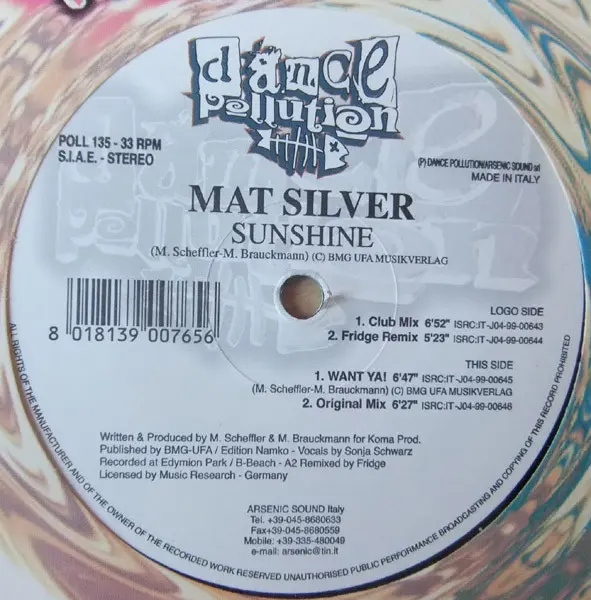 dance
pollution
POLL 135 - 33 RPM
S.I.A.E. - STEREO
(P) DANCE POLLUTION/ARSENIC SOUND srl
MADE IN ITALY
MAT SILVER
SUNSHINE
(M. Scheffler-M. Brauckmann) (C) BMG UFA MUSIKVERLAG
8 018139 007656
LOGO SIDE
1. Club Mix 6'52" ISRC:IT-J04-99-00643
2. Fridge Remix 5'23" ISRC:IT-J04-99-00644
THIS SIDE
1. WANT YA! 6'47" ISRC:IT-J04-99-00645
(M. Scheffler-M. Brauckmann) (C) BMG UFA MUSIKVERLAG
2. Original Mix 6'27" ISRC:IT-J04-99-00646
Written & Produced by M. Scheffler & M. Brauckmann for Koma Prod.
Published by BMG-UFA / Edition Namko - Vocals by Sonja Schwarz
Recorded at Edymion Park / B-Beach - A2 Remixed by Fridge
Licensed by Music Research - Germany
ARSENIC SOUND Italy
Tel. +39-045-8680633
Fax+39-045-8680559
Mobile: +39-335-480049
e-mail: arsenic@tin.it
ALL RIGHTS OF THE MANUFACTURER AND OF THE OWNER OF THE RECORDED WORK RESERVED UNAUTHORISED PUBLIC PERFORMANCE BROADCASTING AND COPYING OF THIS RECORD PROHIBITED